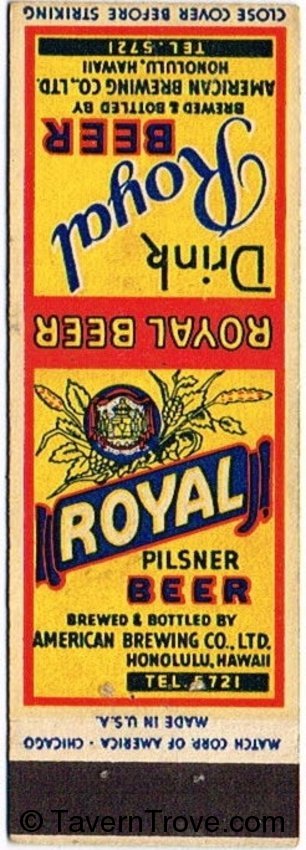 CLOSE COVER BEFORE STRIKING
Drink
Royal
BEER
BREWED & BOTTLED BY
AMERICAN BREWING CO., LTD.
HONOLULU, HAWAII
TEL. 5721
ROYAL BEER
ROYAL
PILSNER
BEER
BREWED & BOTTLED BY
AMERICAN BREWING CO., LTD.
HONOLULU, HAWAII
TEL. 5721
MADE IN U.S.A.
MATCH CORP. OF AMERICA · CHICAGO
© TavernTrove.com